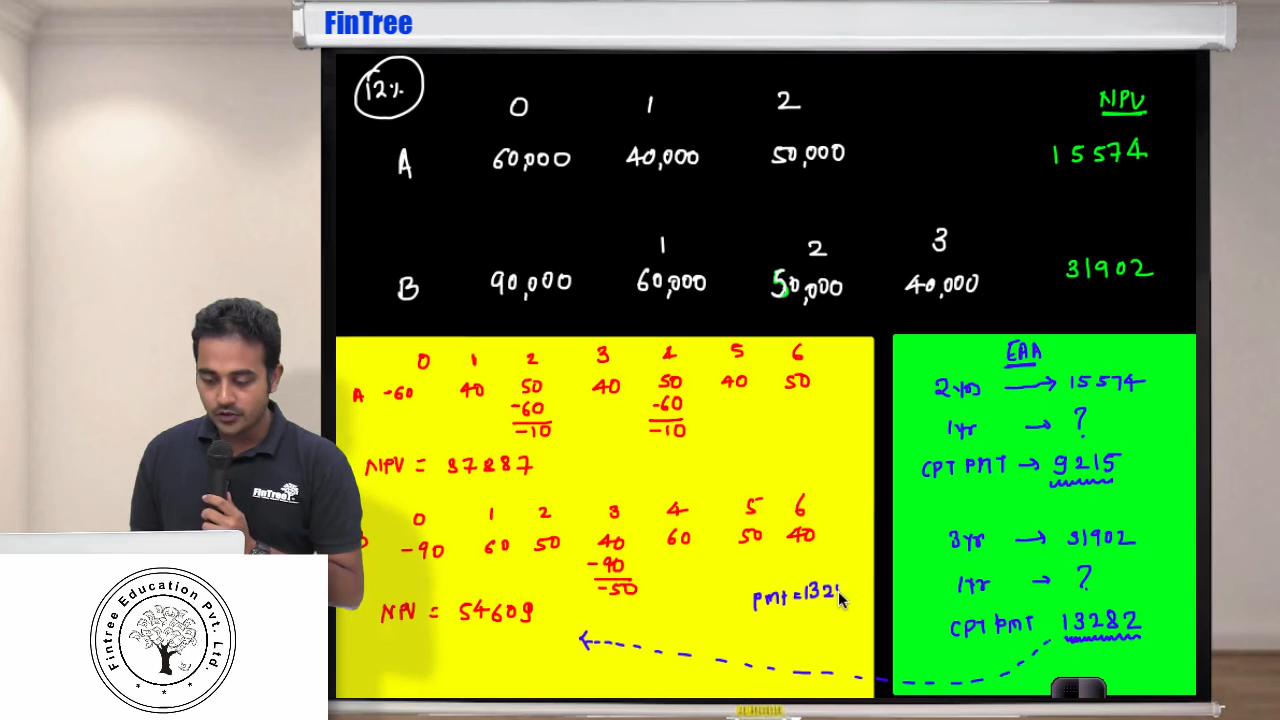 FinTree
12%
0 1 2 NPV
A 60,000 40,000 50,000 15574
1 2 3
B 90,000 60,000 50,000 40,000 31902
0 1 2 3 4 5 6
A -60 40 50 40 50 40 50
-60 -60
-10 -10
NPV = 37887
0 1 2 3 4 5 6
-90 60 50 40 60 50 40
-90
-50
NPV = 54609
PMT = 132
EAA
2yrs → 15574
1yr → ?
CPT PMT → 9215
3yr → 31902
1yr → ?
CPT PMT 13282
FinTree
Fintree Education Pvt. Ltd.